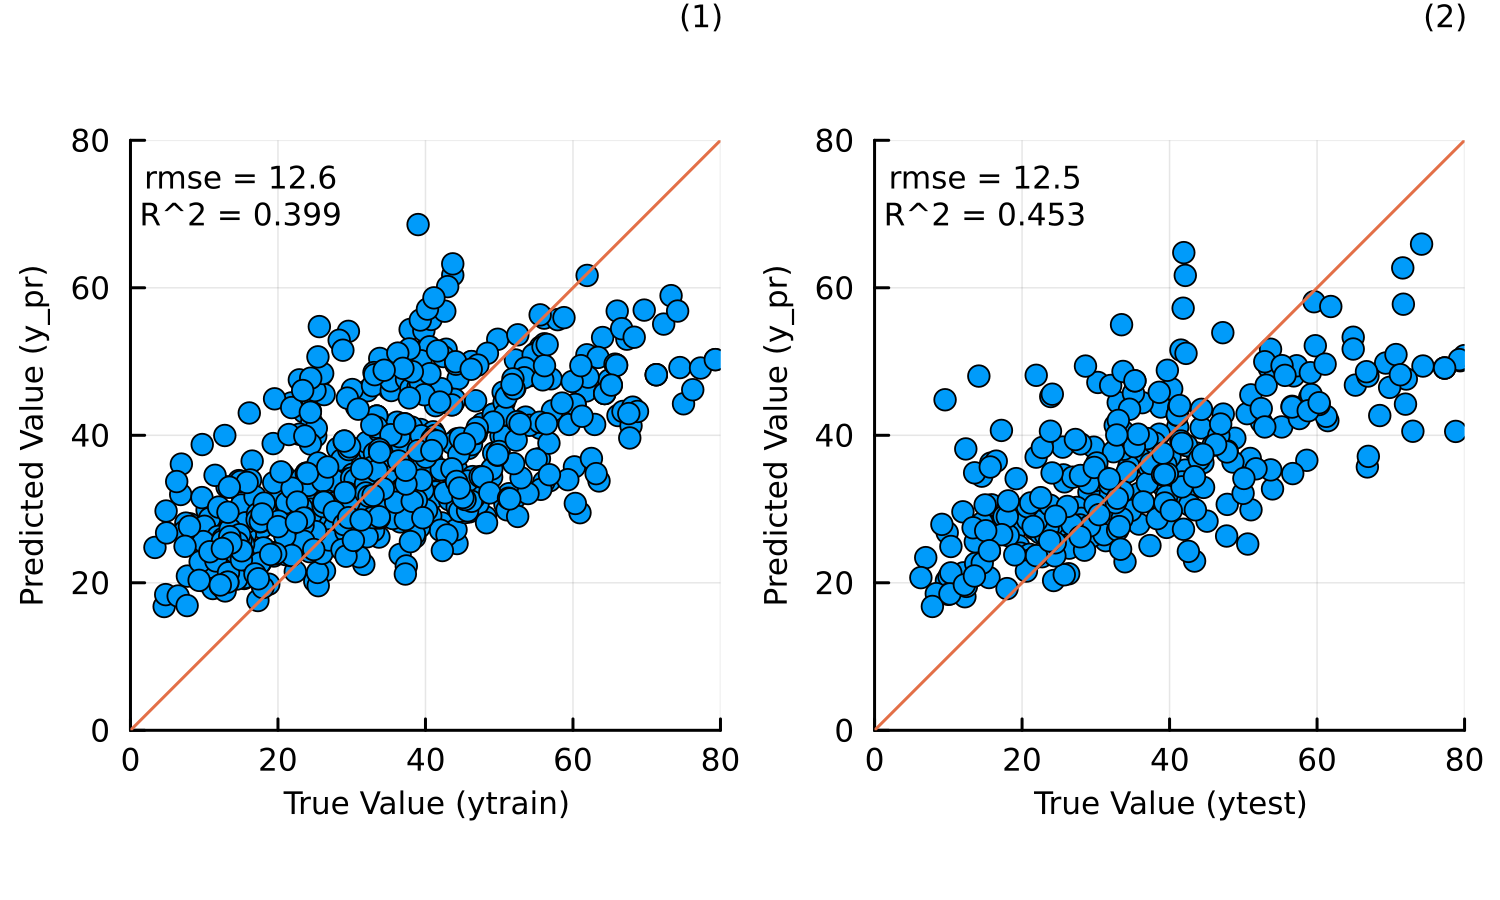 (1)
80
60
40
20
0
rmse = 12.6
R^2 = 0.399
Predicted Value (y_pr)
0 20 40 60 80
True Value (ytrain)
(2)
80
60
40
20
0
rmse = 12.5
R^2 = 0.453
Predicted Value (y_pr)
0 20 40 60 80
True Value (ytest)